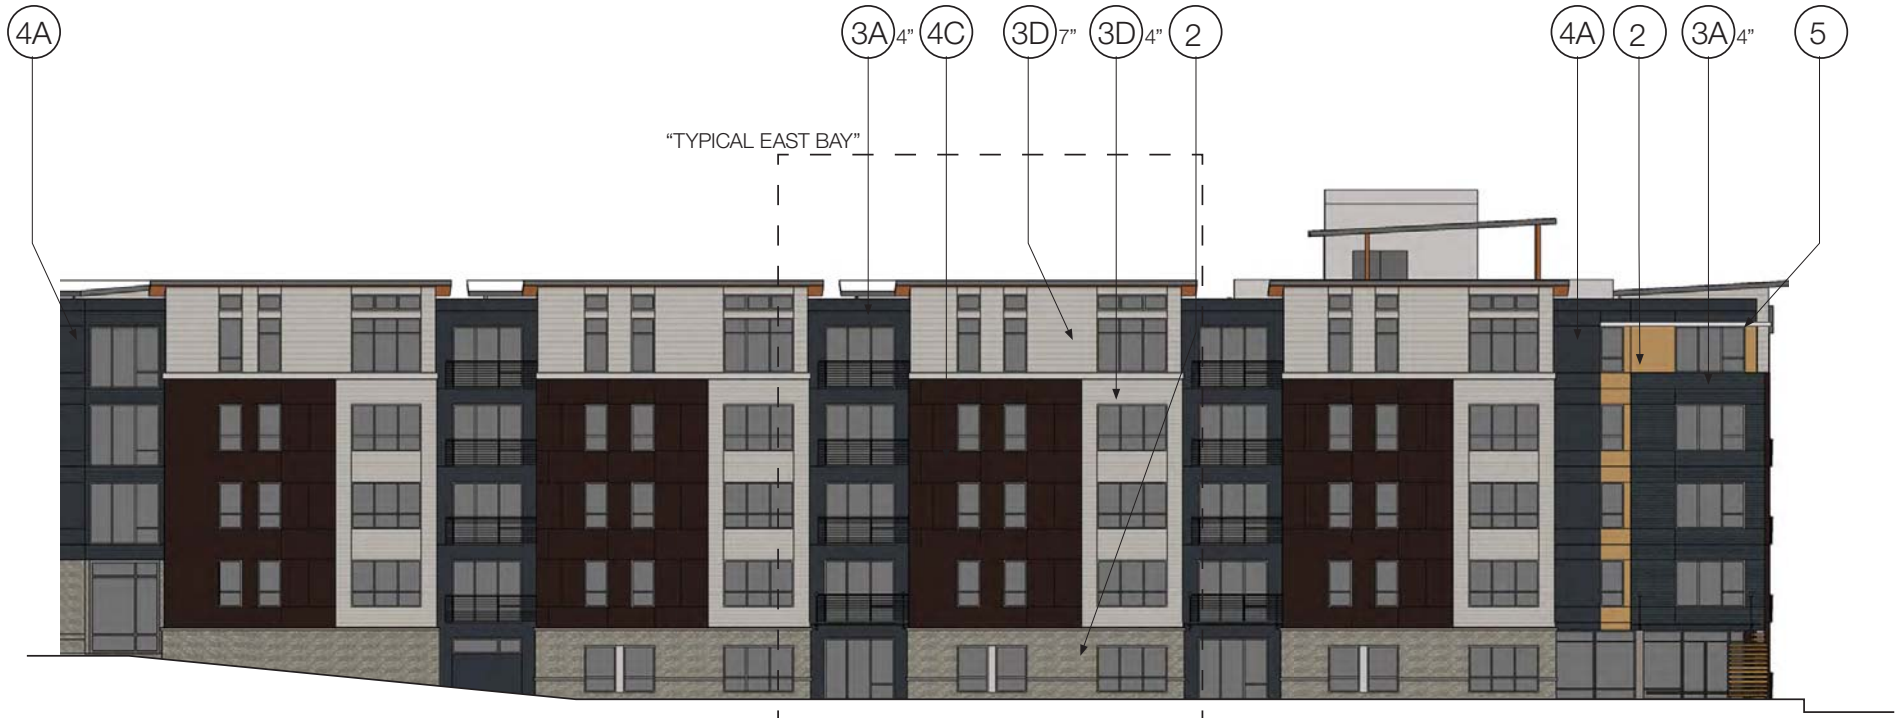 4A 3A 4” 4C 3D 7” 3D 4” 2 4A 2 3A 4” 5
“TYPICAL EAST BAY”